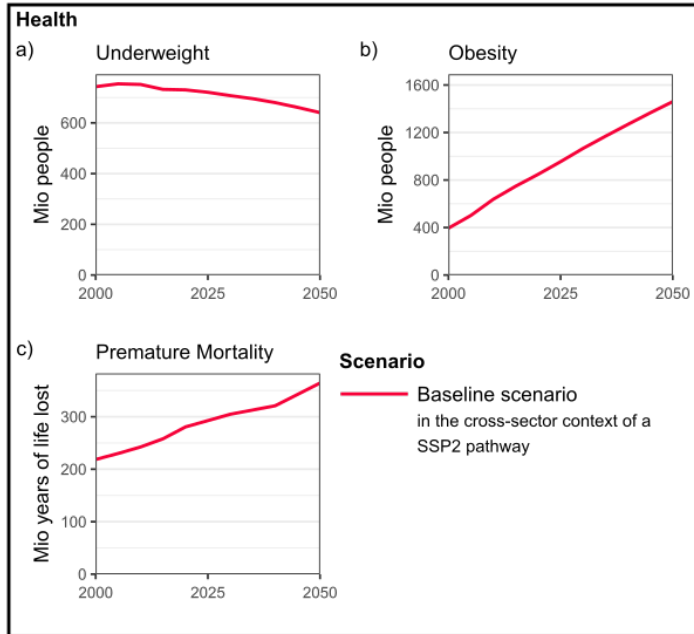 Health
a) Underweight
Mio people
600
400
200
0
2000 2025 2050
b) Obesity
Mio people
1600
1200
800
400
0
2000 2025 2050
c) Premature Mortality
Mio years of life lost
300
200
100
0
2000 2025 2050
Scenario
Baseline scenario
in the cross-sector context of a
SSP2 pathway